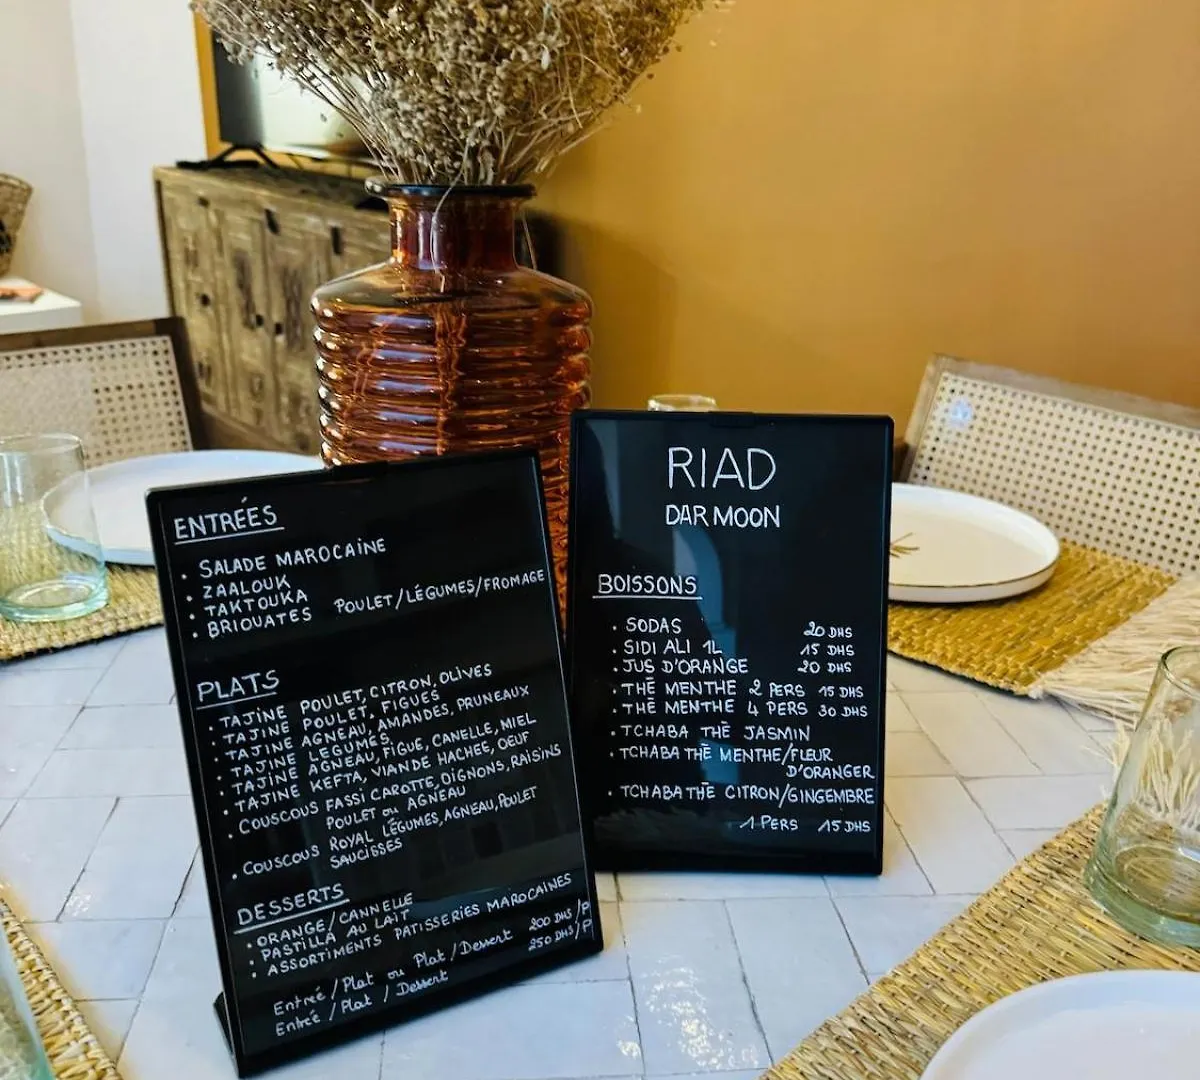 ENTRÉES
. SALADE MAROCAINE
. ZAALOUK
. TAKTOUKA
. BRIOUATES POULET/LÉGUMES/FROMAGE
PLATS
. TAJINE POULET, CITRON, OLIVES
. TAJINE POULET, FIGUES
. TAJINE AGNEAU, AMANDES, PRUNEAUX
. TAJINE LEGUMES
. TAJINE AGNEAU, FIGUE, CANELLE, MIEL
. TAJINE KEFTA, VIANDE HACHEE, OEUF
. COUSCOUS FASSI CAROTTE, OIGNONS, RAISINS
POULET ou AGNEAU
. COUSCOUS ROYAL LÉGUMES, AGNEAU, POULET
SAUCISSES
DESSERTS
. ORANGE/CANNELLE
. PASTILLA AU LAIT
. ASSORTIMENTS PATISSERIES MAROCAINES
Entrée/Plat ou Plat/Dessert 200 DHS/P
Entrée/Plat/Dessert 250 DHS/P
RIAD
DAR MOON
BOISSONS
. SODAS 20 DHS
. SIDI ALI 1L 15 DHS
. JUS D'ORANGE 20 DHS
. THĒ MENTHE 2 PERS 15 DHS
. THĒ MENTHE 4 PERS 30 DHS
. TCHABA THĒ JASMIN
. TCHABA THĒ MENTHE/FLEUR
D'ORANGER
. TCHABA THĒ CITRON/GINGEMBRE
1 PERS 15 DHS